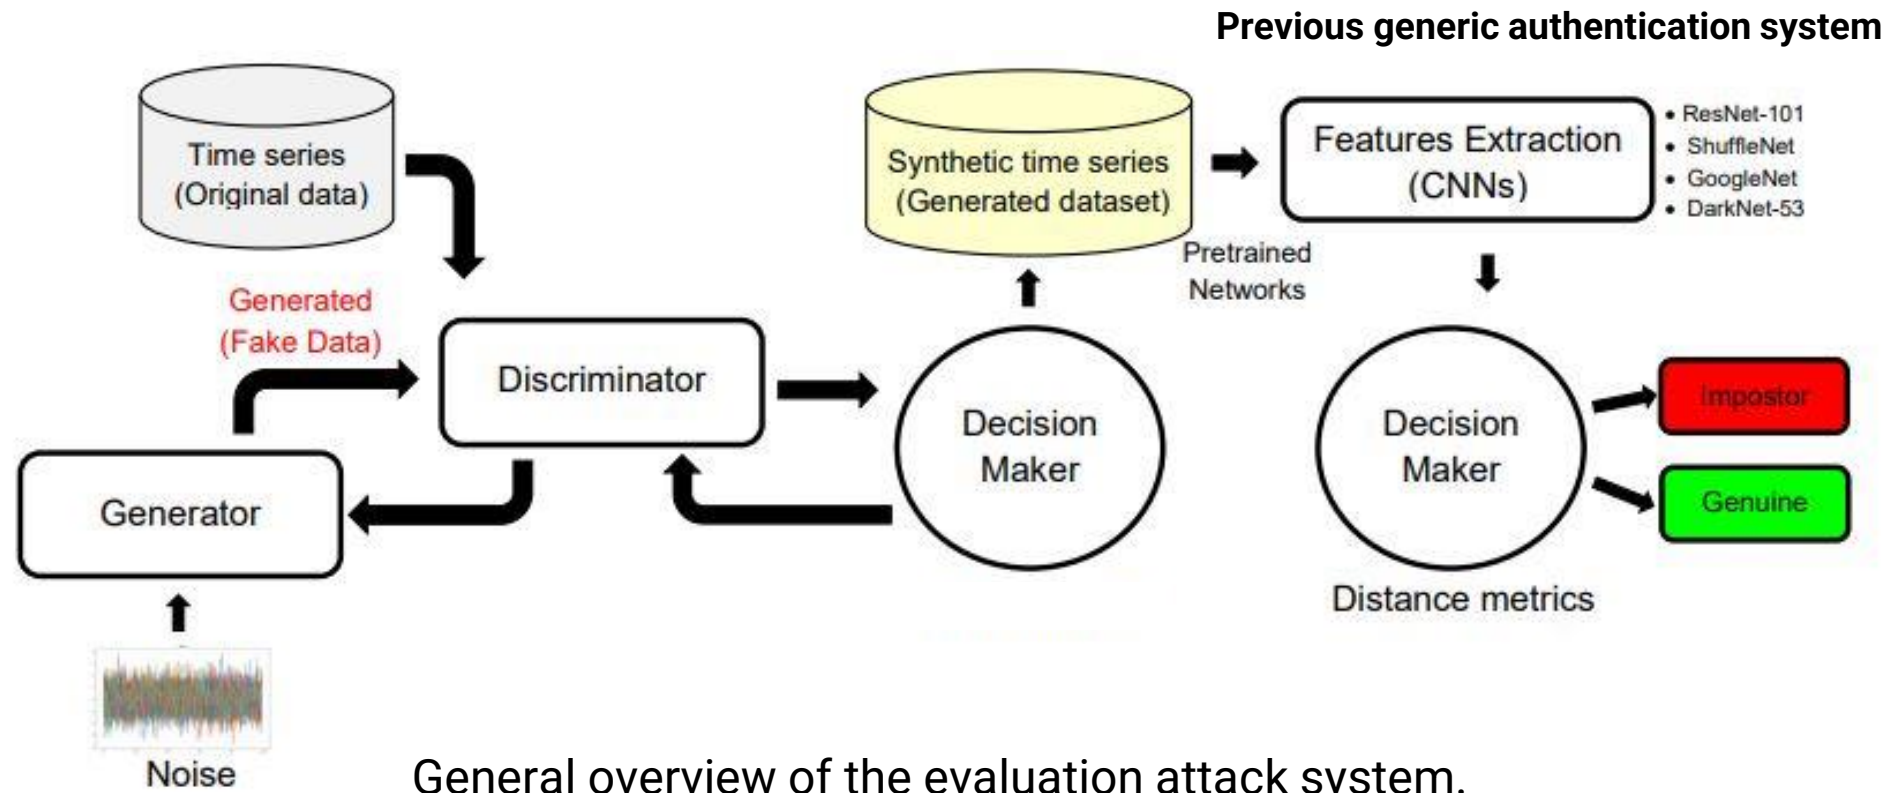 Previous generic authentication system
Time series
(Original data)
Synthetic time series
(Generated dataset)
Features Extraction
(CNNs)
• ResNet-101
• ShuffleNet
• GoogleNet
• DarkNet-53
Pretrained
Networks
Generated
(Fake Data)
Discriminator
Decision
Maker
Decision
Maker
Impostor
Genuine
Generator
Distance metrics
Noise
General overview of the evaluation attack system.